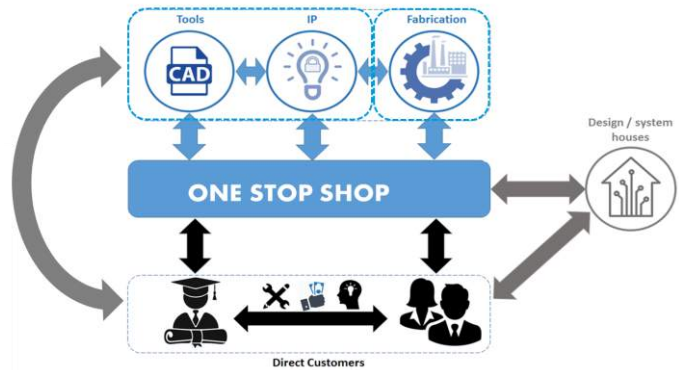 Tools
IP
Fabrication
CAD
Design / system
houses
ONE STOP SHOP
Direct Customers